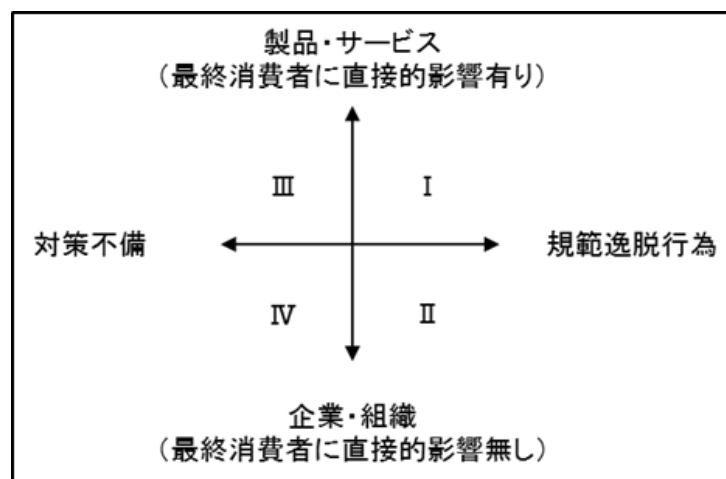 製品・サービス
（最終消費者に直接的影響有り）
Ⅲ Ⅰ
対策不備 規範逸脱行為
Ⅳ Ⅱ
企業・組織
（最終消費者に直接的影響無し）